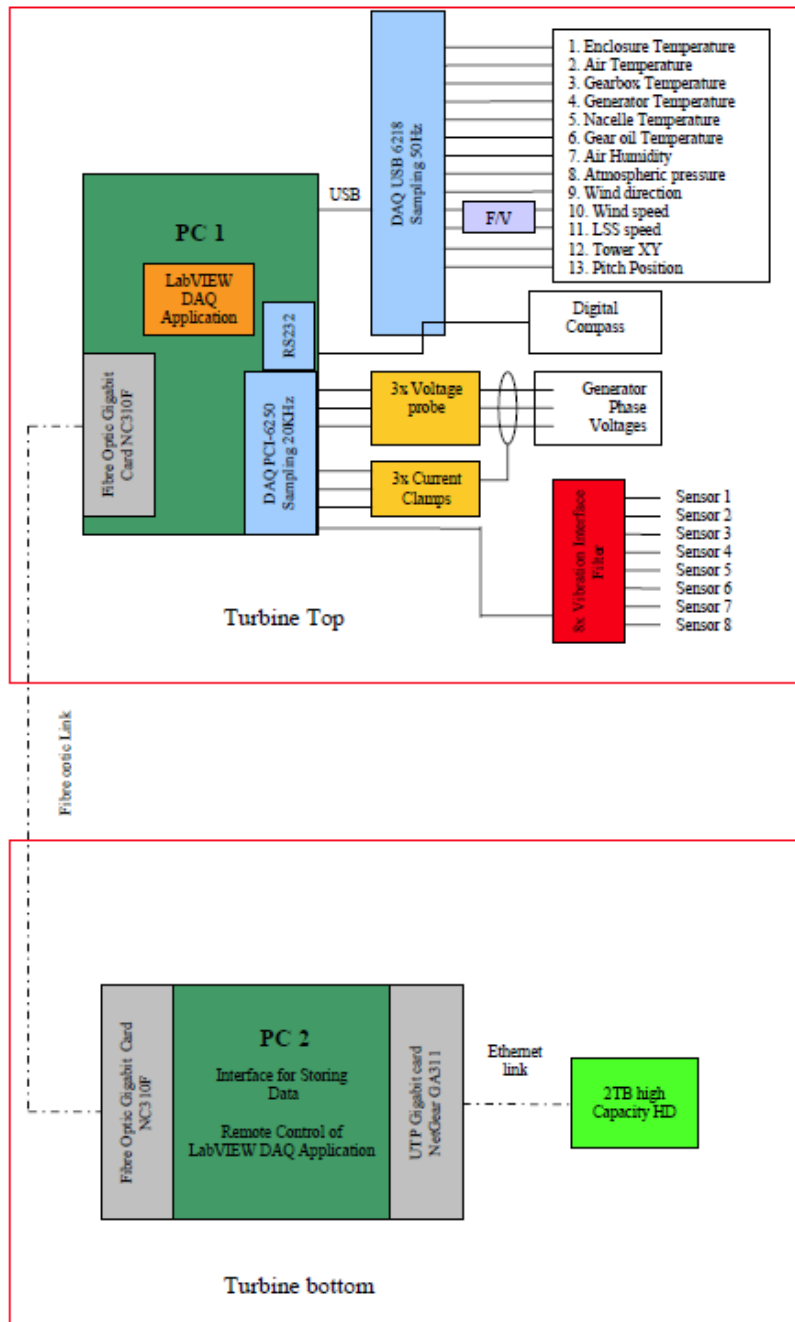 DAQ USB 6218
Sampling 50Hz
1. Enclosure Temperature
2. Air Temperature
3. Gearbox Temperature
4. Generator Temperature
5. Nacelle Temperature
6. Gear oil Temperature
7. Air Humidity
8. Atmospheric pressure
9. Wind direction
10. Wind speed
11. LSS speed
12. Tower XY
13. Pitch Position
USB
F/V
PC 1
LabVIEW
DAQ
Application
RS232
Digital
Compass
Fibre Optic Gigabit
Card NC310F
DAQ PCI-6250
Sampling 20KHz
3x Voltage
probe
Generator
Phase
Voltages
3x Current
Clamps
8x Vibration Interface
Filter
Sensor 1
Sensor 2
Sensor 3
Sensor 4
Sensor 5
Sensor 6
Sensor 7
Sensor 8
Turbine Top
Fibre optic Link
Fibre Optic Gigabit Card
NC310F
PC 2
Interface for Storing
Data
Remote Control of
LabVIEW DAQ Application
UTP Gigabit card
NetGear GA311
Ethernet
link
2TB high
Capacity HD
Turbine bottom